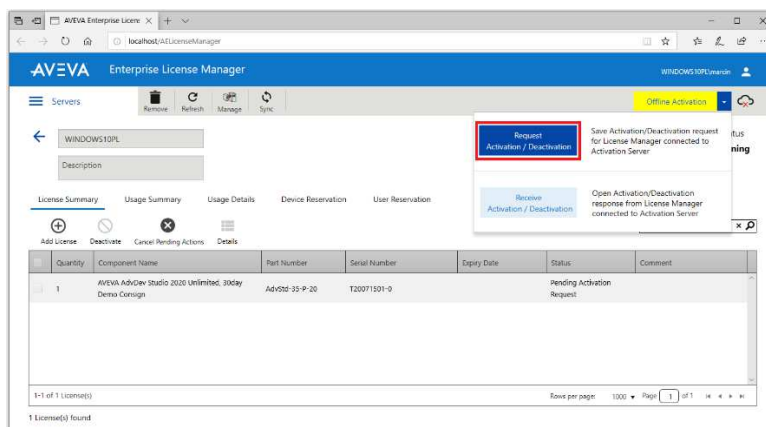 AVEVA Enterprise Licens
localhost/AELicenseManager
AVEVA Enterprise License Manager
WINDOWS10PL\marcin
Servers
Remove Refresh Manage Sync
Offline Activation
WINDOWS10PL
Description
Request
Activation / Deactivation
Save Activation/Deactivation request
for License Manager connected to
Activation Server
tus
ning
Receive
Activation / Deactivation
Open Activation/Deactivation
response from License Manager
connected to Activation Server
License Summary Usage Summary Usage Details Device Reservation User Reservation
Add License Deactivate Cancel Pending Actions Details
Quantity Component Name Part Number Serial Number Expiry Date Status Comment
1 AVEVA AdvDev Studio 2020 Unlimited, 30day
Demo Consign
AdvStd-35-P-20 T20071501-0 Pending Activation
Request
1-1 of 1 License(s) Rows per page: 1000 Page 1 of 1
1 License(s) found